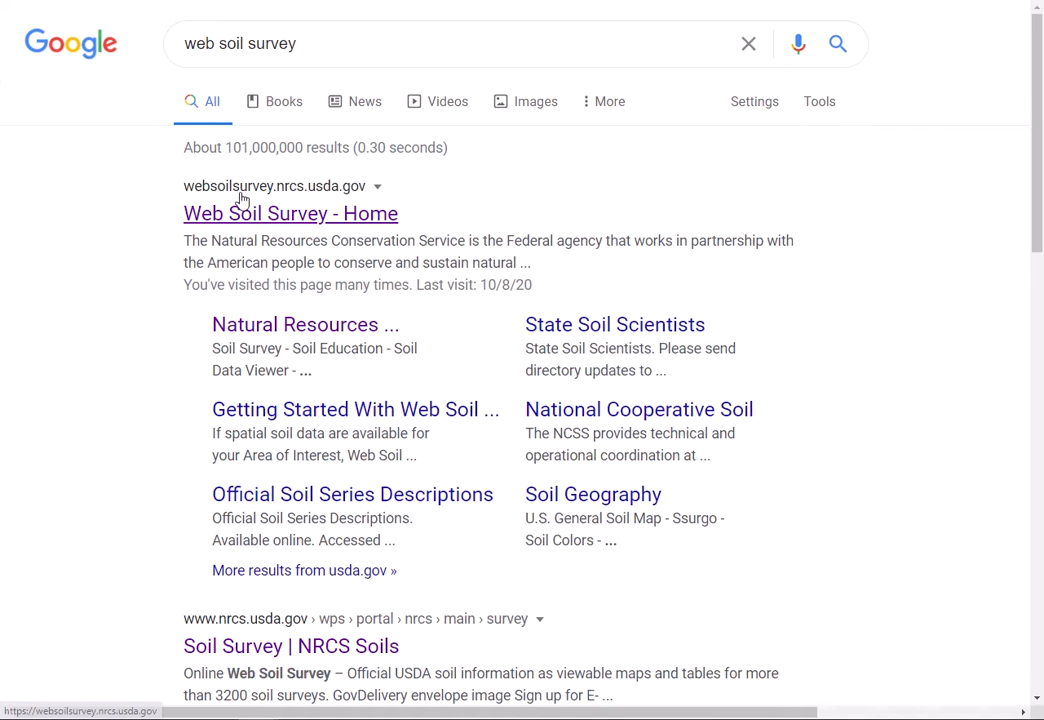 Google
web soil survey
All
Books
News
Videos
Images
More
Settings
Tools
About 101,000,000 results (0.30 seconds)
websoilsurvey.nrcs.usda.gov
Web Soil Survey - Home
The Natural Resources Conservation Service is the Federal agency that works in partnership with
the American people to conserve and sustain natural ...
You've visited this page many times. Last visit: 10/8/20
Natural Resources ...
Soil Survey - Soil Education - Soil
Data Viewer - ...
State Soil Scientists
State Soil Scientists. Please send
directory updates to ...
Getting Started With Web Soil ...
If spatial soil data are available for
your Area of Interest, Web Soil ...
National Cooperative Soil
The NCSS provides technical and
operational coordination at ...
Official Soil Series Descriptions
Official Soil Series Descriptions.
Available online. Accessed ...
Soil Geography
U.S. General Soil Map - Ssurgo -
Soil Colors - ...
More results from usda.gov »
www.nrcs.usda.gov › wps › portal › nrcs › main › survey
Soil Survey | NRCS Soils
Online Web Soil Survey – Official USDA soil information as viewable maps and tables for more
than 3200 soil surveys. GovDelivery envelope image Sign up for E- ...
https://websoilsurvey.nrcs.usda.gov